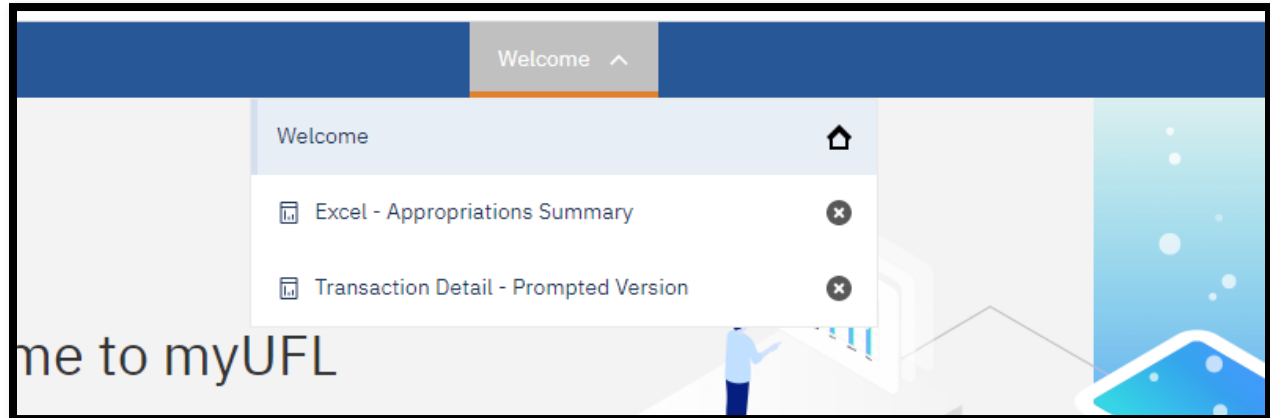 Welcome
Welcome
Excel - Appropriations Summary
Transaction Detail - Prompted Version
me to myUFL